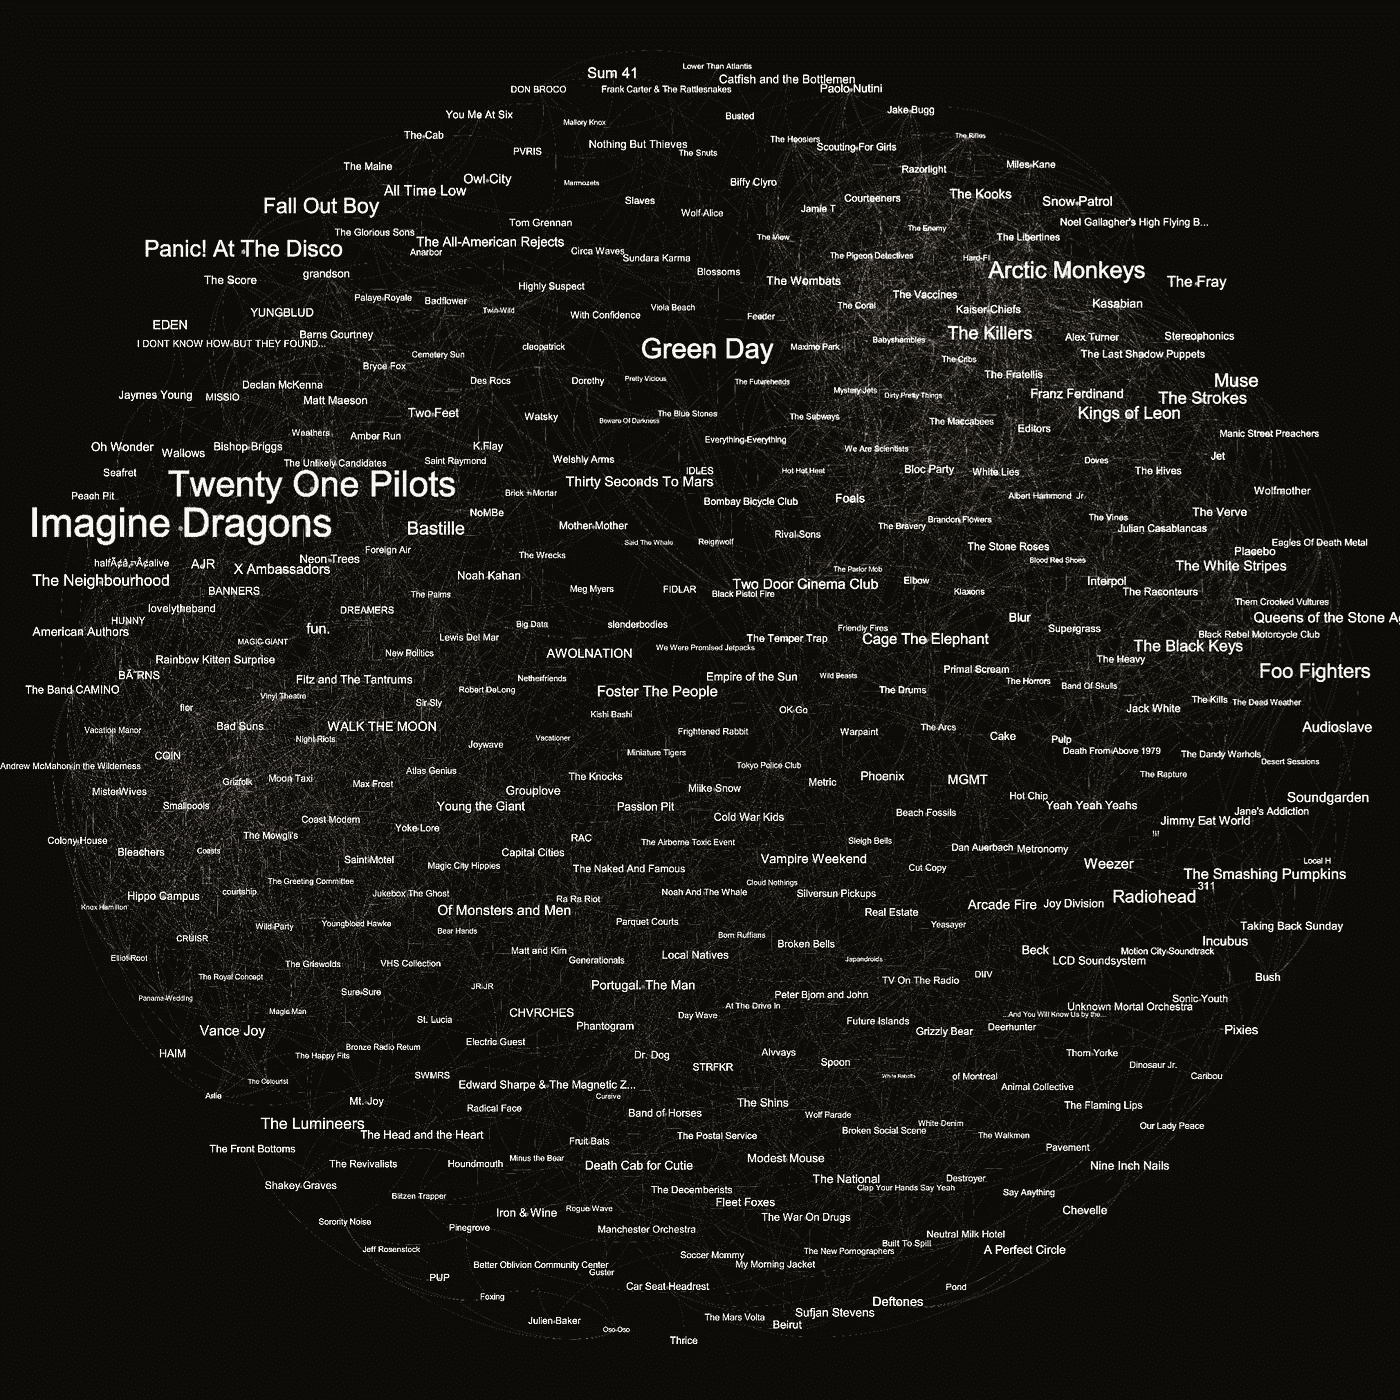 Lower Than Atlantis
Sum 41
Catfish and the Bottlemen
DON BROCO
Frank Carter & The Rattlesnakes
Paolo Nutini
You Me At Six
Jake Bugg
Mallory Knox
Busted
The Cab
The Rifles
The Hoosiers
Nothing But Thieves
Scouting For Girls
PVRIS
The Snuts
The Maine
Miles Kane
Razorlight
Owl City
Marmozets
Biffy Clyro
All Time Low
The Kooks
Courteeners
Slaves
Snow Patrol
Fall Out Boy
Jamie T
Wolf Alice
Tom Grennan
Noel Gallagher's High Flying B...
The Glorious Sons
The Enemy
The View
The Libertines
The All-American Rejects
Panic! At The Disco
Anarbor
Circa Waves
Sundara Karma
The Pigeon Detectives
Hard-Fi
Arctic Monkeys
grandson
Blossoms
The Score
The Wombats
The Fray
Highly Suspect
Palaye Royale
Badflower
The Vaccines
Kasabian
The Coral
Viola Beach
Twin Wild
Kaiser Chiefs
YUNGBLUD
With Confidence
Feeder
EDEN
The Killers
Barns Courtney
Alex Turner
Stereophonics
I DONT KNOW HOW BUT THEY FOUND...
Babyshambles
cleopatrick
Green Day
Maximo Park
Cemetery Sun
The Last Shadow Puppets
The Cribs
Bryce Fox
The Fratellis
Des Rocs
Dorothy
Pretty Vicious
The Futureheads
Muse
Declan McKenna
Mystery Jets
Dirty Pretty Things
Franz Ferdinand
Jaymes Young
MISSIO
The Strokes
Matt Maeson
Two Feet
Watsky
The Blue Stones
Kings of Leon
Beware Of Darkness
The Subways
The Maccabees
Editors
Weathers
Amber Run
Manic Street Preachers
Everything Everything
Oh Wonder
Bishop Briggs
K.Flay
Wallows
We Are Scientists
Jet
The Unlikely Candidates
Saint Raymond
Welshly Arms
Doves
Seafret
IDLES
Hot Hot Heat
Bloc Party
White Lies
The Hives
Twenty One Pilots
Thirty Seconds To Mars
Peach Pit
Brick + Mortar
Wolfmother
Bombay Bicycle Club
Foals
Albert Hammond Jr
NoMBe
The Verve
Imagine Dragons
Bastille
Mother Mother
The Bravery
Brandon Flowers
The Vines
Julian Casablancas
Rival Sons
Said The Whale
Reignwolf
Eagles Of Death Metal
Foreign Air
The Wrecks
The Stone Roses
Placebo
Neon Trees
Blood Red Shoes
halfÃ¢â‚¬Â¢alive
AJR
X Ambassadors
The Parlor Mob
The White Stripes
The Neighbourhood
Noah Kahan
Two Door Cinema Club
Elbow
Interpol
BANNERS
Meg Myers
FIDLAR
Black Pistol Fire
Klaxons
The Raconteurs
The Palms
Them Crooked Vultures
lovelytheband
DREAMERS
Blur
Queens of the Stone Ag
HUNNY
Big Data
slenderbodies
Friendly Fires
Supergrass
American Authors
fun.
Lewis Del Mar
The Temper Trap
Cage The Elephant
Black Rebel Motorcycle Club
MAGIC GIANT
We Were Promised Jetpacks
The Black Keys
New Politics
AWOLNATION
Rainbow Kitten Surprise
The Heavy
Primal Scream
Foo Fighters
BÃ˜RNS
Fitz and The Tantrums
Netherfriends
Empire of the Sun
Wild Beasts
The Horrors
Band Of Skulls
The Band CAMINO
Robert DeLong
Foster The People
The Drums
Vinyl Theatre
Sir Sly
The Kills
The Dead Weather
flor
Kishi Bashi
OK Go
Jack White
Bad Suns
WALK THE MOON
The Arcs
Audioslave
Vacation Manor
Frightened Rabbit
Warpaint
Cake
Pulp
Night Riots
Joywave
Vacationer
Death From Above 1979
COIN
Miniature Tigers
The Dandy Warhols
Andrew McMahon in the Wilderness
Tokyo Police Club
Desert Sessions
Atlas Genius
The Rapture
Grizfolk
Moon Taxi
Max Frost
The Knocks
Metric
Phoenix
MGMT
MisterWives
Grouplove
Miike Snow
Hot Chip
Soundgarden
Smallpools
Young the Giant
Passion Pit
Yeah Yeah Yeahs
Coast Modern
Cold War Kids
Beach Fossils
Jane's Addiction
Jimmy Eat World
Yoke Lore
!!!
The Mowgli's
RAC
Colony House
The Airborne Toxic Event
Sleigh Bells
Dan Auerbach
Metronomy
Bleachers
Coasts
Capital Cities
Saint Motel
Vampire Weekend
Weezer
Local H
Magic City Hippies
The Naked And Famous
Cut Copy
The Smashing Pumpkins
The Greeting Committee
Cloud Nothings
311
courtship.
Jukebox The Ghost
Noah And The Whale
Silversun Pickups
Hippo Campus
Ra Ra Riot
Radiohead
Knox Hamilton
Of Monsters and Men
Real Estate
Arcade Fire
Joy Division
Wild Party
Youngblood Hawke
Parquet Courts
Yeasayer
Taking Back Sunday
Bear Hands
Born Ruffians
CRUISR
Broken Bells
Incubus
Matt and Kim
Beck
Motion City Soundtrack
Elliot Root
Generationals
Local Natives
Japandroids
LCD Soundsystem
The Griswolds
VHS Collection
The Royal Concept
DIIV
Bush
TV On The Radio
JR JR
Portugal. The Man
Sure Sure
Peter Bjorn and John
Panama Wedding
Sonic Youth
At The Drive In
Unknown Mortal Orchestra
Magic Man
CHVRCHES
Day Wave
...And You Will Know Us by the...
St. Lucia
Future Islands
Phantogram
Deerhunter
Vance Joy
Grizzly Bear
Pixies
Electric Guest
Bronze Radio Return
HAIM
The Happy Fits
Dr. Dog
Alvvays
Thom Yorke
Spoon
STRFKR
Dinosaur Jr.
SWMRS
White Rabbits
of Montreal
Caribou
The Colourist
Edward Sharpe & The Magnetic Z...
Animal Collective
Arlie
Cursive
Mt. Joy
The Shins
The Flaming Lips
Radical Face
Band of Horses
Wolf Parade
The Lumineers
White Denim
Our Lady Peace
Broken Social Scene
The Head and the Heart
The Postal Service
The Walkmen
Fruit Bats
The Front Bottoms
Pavement
Minus the Bear
Modest Mouse
The Revivalists
Houndmouth
Death Cab for Cutie
Nine Inch Nails
The National
Destroyer
Shakey Graves
Clap Your Hands Say Yeah
The Decemberists
Say Anything
Blitzen Trapper
Fleet Foxes
Rogue Wave
Chevelle
Iron & Wine
The War On Drugs
Sorority Noise
Pinegrove
Manchester Orchestra
Neutral Milk Hotel
Built To Spill
Jeff Rosenstock
The New Pornographers
A Perfect Circle
Soccer Mommy
Better Oblivion Community Center
My Morning Jacket
Guster
PUP
Car Seat Headrest
Pond
Foxing
Deftones
Sufjan Stevens
The Mars Volta
Julien Baker
Beirut
Oso Oso
Thrice